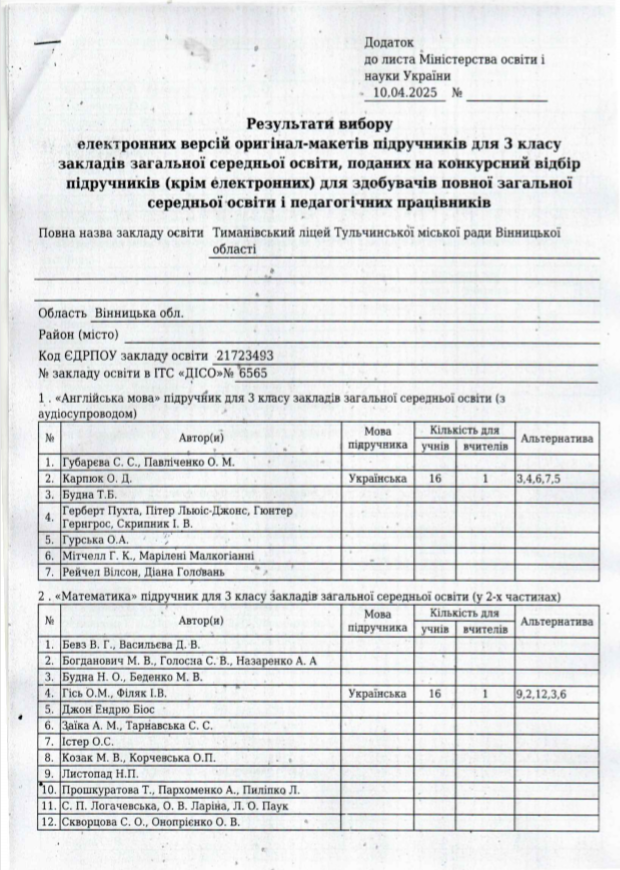 Додаток
до листа Міністерства освіти і
науки України
10.04.2025 №
Результати вибору
електронних версій оригінал-макетів підручників для 3 класу
закладів загальної середньої освіти, поданих на конкурсний відбір
підручників (крім електронних) для здобувачів повної загальної
середньої освіти і педагогічних працівників
Повна назва закладу освіти Тиманівський ліцей Тульчинської міської ради Вінницької
області
Область Вінницька обл.
Район (місто)
Код ЄДРПОУ закладу освіти 21723493
№ закладу освіти в ІТС «ДІСО»№ 6565
1 . «Англійська мова» підручник для 3 класу закладів загальної середньої освіти (з
аудіосупроводом)
№ Автор(и) Мова підручника Кількість для учнів вчителів Альтернатива
1. Губарєва С. С., Павліченко О. М.
2. Карпюк О. Д. Українська 16 1 3,4,6,7,5
3. Будна Т.Б.
4. Герберт Пухта, Пітер Льюіс-Джонс, Гюнтер
Гернгрос, Скрипник І. В.
5. Гурська О.А.
6. Мітчелл Г. К., Марілені Малкогіанні
7. Рейчел Вілсон, Діана Головань
2 . «Математика» підручник для 3 класу закладів загальної середньої освіти (у 2-х частинах)
№ Автор(и) Мова підручника Кількість для учнів вчителів Альтернатива
1. Бевз В. Г., Васильєва Д. В.
2. Богданович М. В., Голосна С. В., Назаренко А. А
3. Будна Н. О., Беденко М. В.
4. Гісь О.М., Філяк І.В. Українська 16 1 9,2,12,3,6
5. Джон Ендрю Біос
6. Заїка А. М., Тарнавська С. С.
7. Істер О.С.
8. Козак М. В., Корчевська О.П.
9. Листопад Н.П.
10. Прошкуратова Т., Пархоменко А., Пиліпко Л.
11. С. П. Логачевська, О. В. Ларіна, Л. О. Паук
12. Скворцова С. О., Онопрієнко О. В.